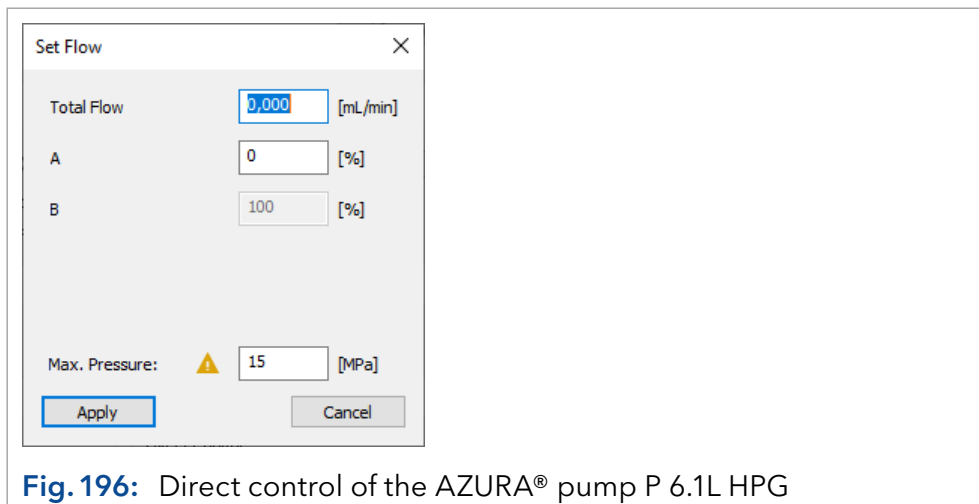 Set Flow
Total Flow 0,000 [mL/min]
A 0 [%]
B 100 [%]
Max. Pressure: 15 [MPa]
Apply Cancel
Fig. 196: Direct control of the AZURA® pump P 6.1L HPG